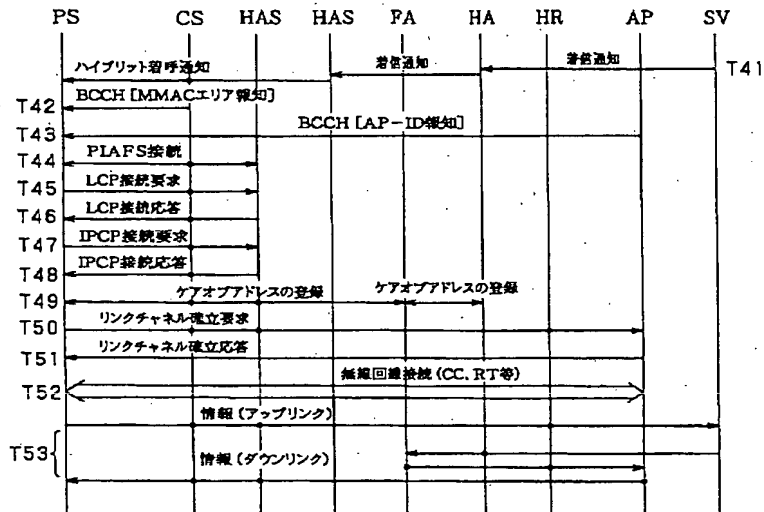 PS CS HAS HAS FA HA HR AP SV
ハイブリット着呼通知 着信通知 着信通知 T41
T42 BCCH [MMACエリア報知]
T43 BCCH [AP-ID報知]
T44 PIAFS接続
T45 LCP接続要求
T46 LCP接続応答
T47 IPCP接続要求
T48 IPCP接続応答
T49 ケアオブアドレスの登録 ケアオブアドレスの登録
T50 リンクチャネル確立要求
T51 リンクチャネル確立応答
T52 無線回線接続 (CC、RT等)
情報 (アップリンク)
T53 情報 (ダウンリンク)